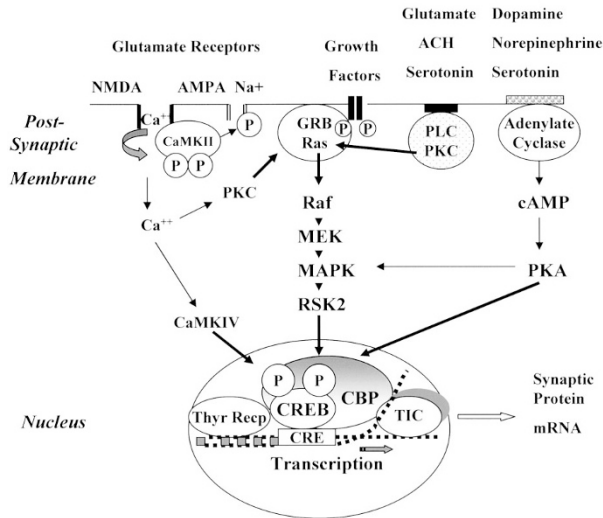 Glutamate
ACH
Serotonin
Dopamine
Norepinephrine
Serotonin
Glutamate Receptors
Growth
Factors
NMDA
AMPA
Na+
Ca++
CaMKII
P
P
P
GRB
Ras
P
P
PLC
PKC
Adenylate
Cyclase
Post-
Synaptic
Membrane
PKC
Raf
cAMP
Ca++
MEK
MAPK
PKA
RSK2
CaMKIV
P
P
CBP
CREB
Thyr Recp
TIC
CRE
Transcription
Nucleus
Synaptic
Protein
mRNA